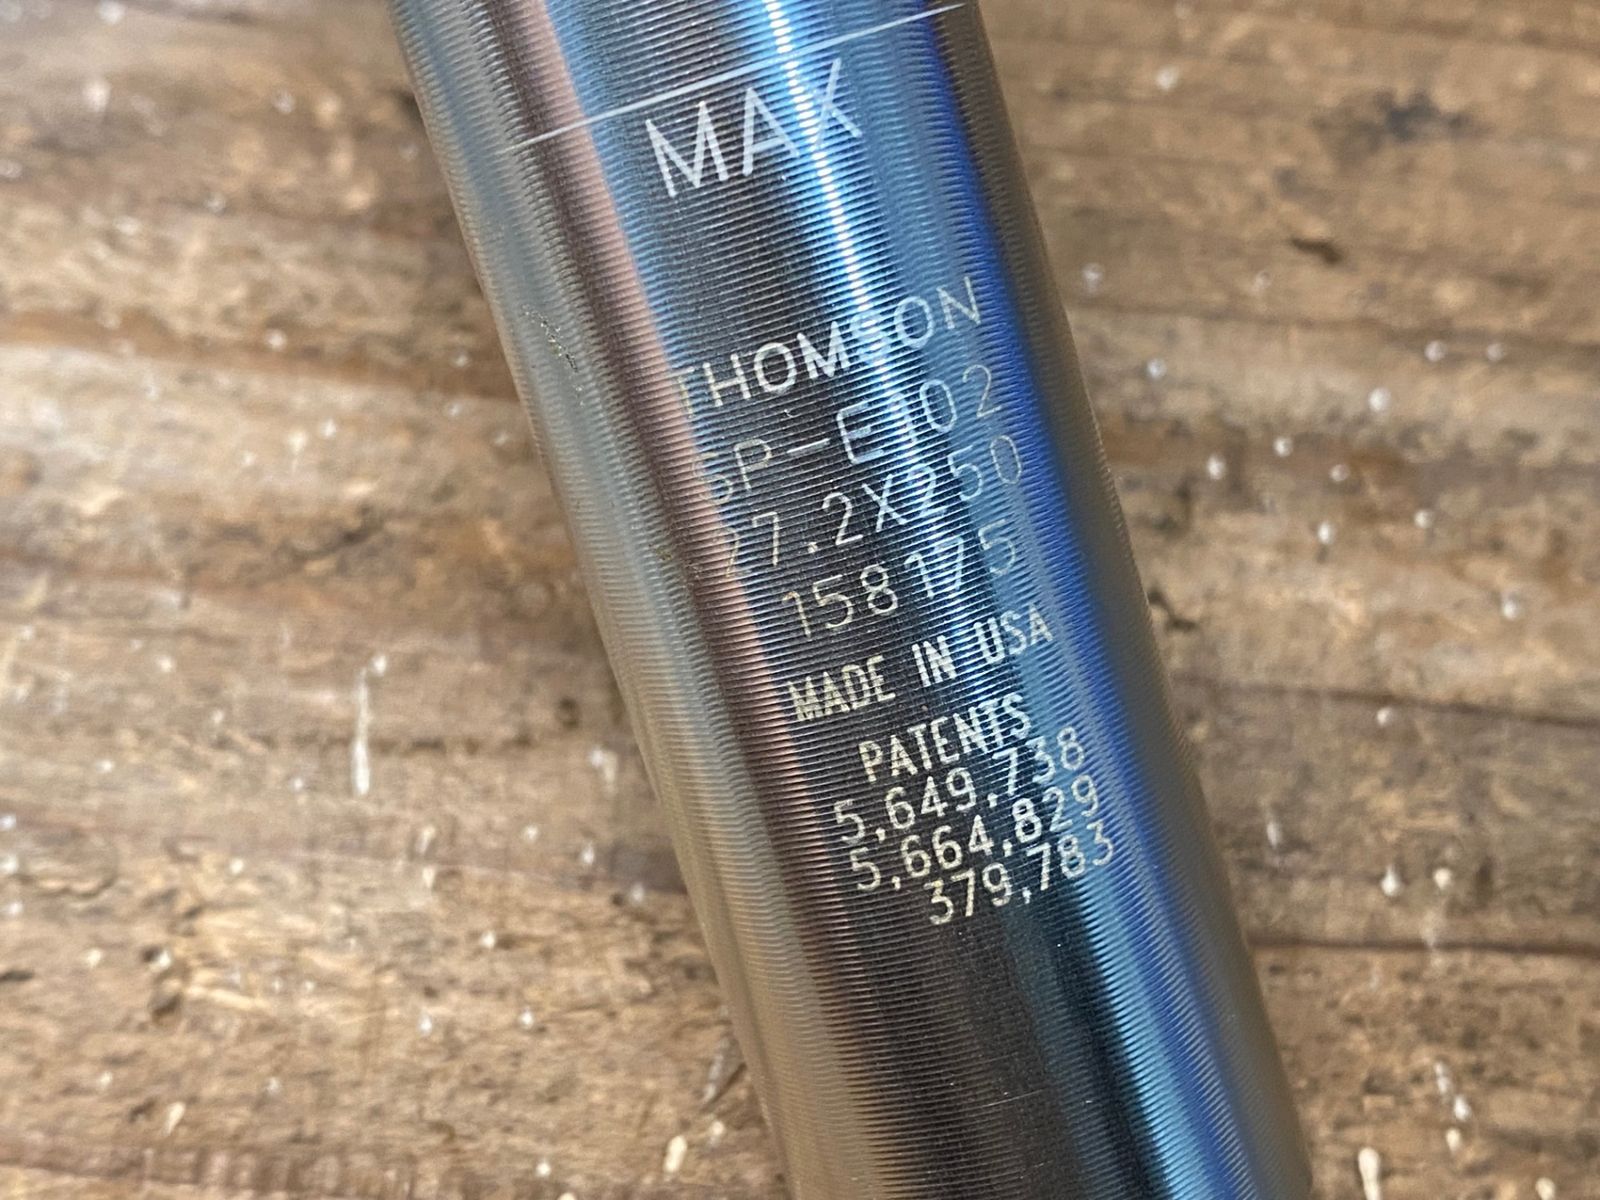 MAX
THOMSON
SP-E102
27.2X250
158175
MADE IN USA
PATENTS
5,649,738
5,664,829
379,783